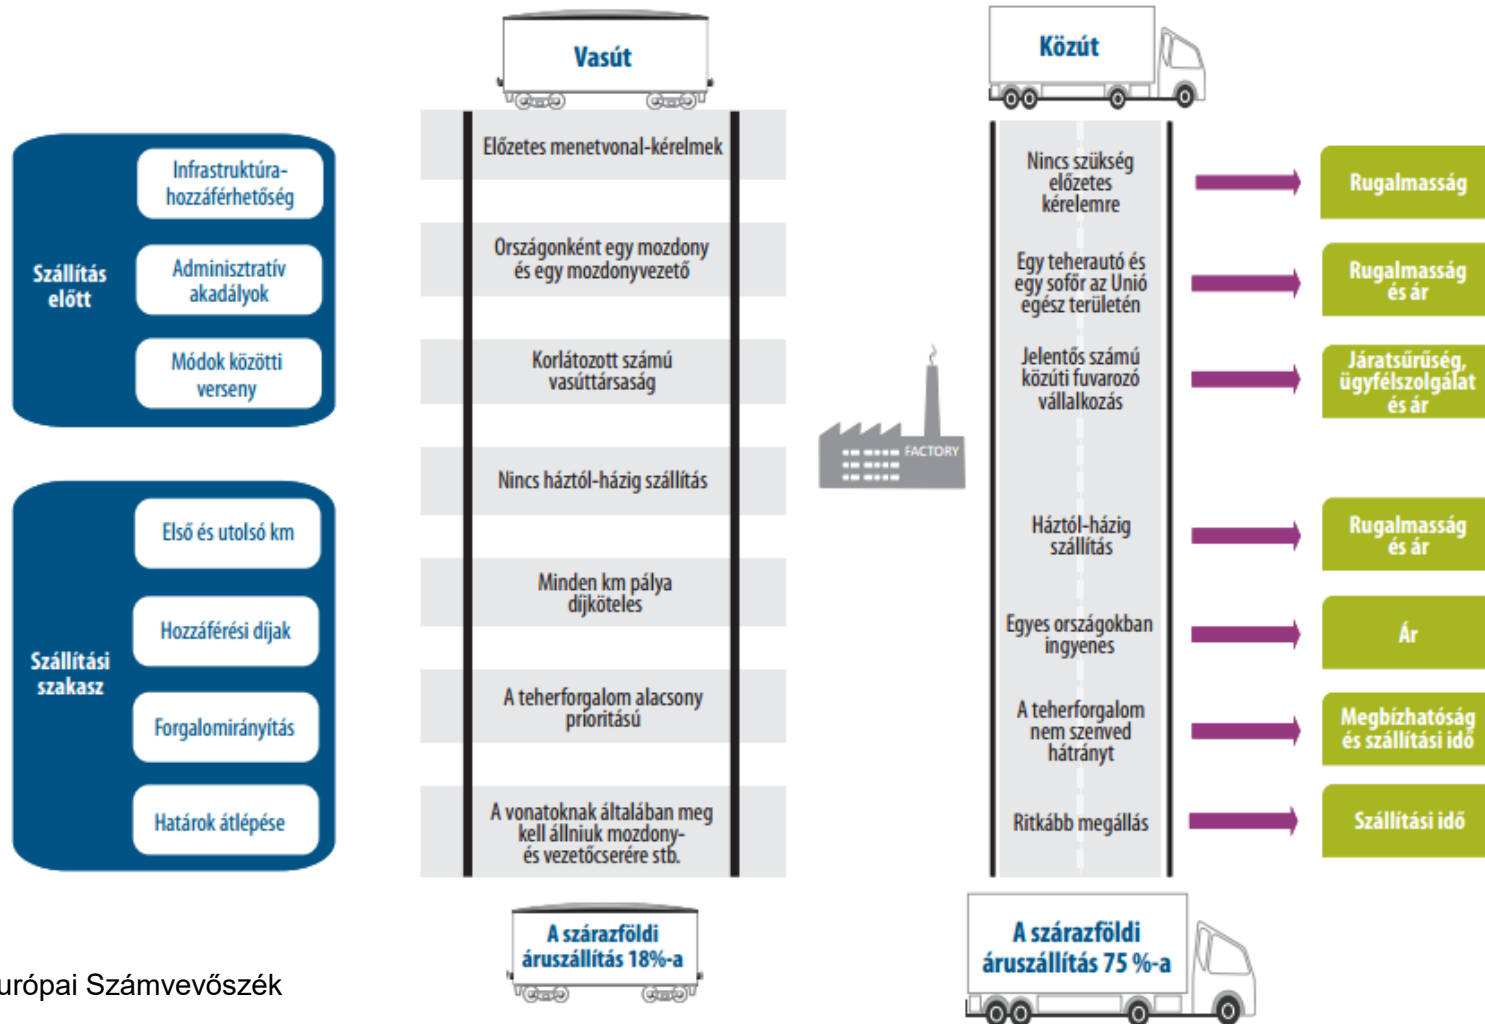 Vasút
Közút
Szállítás
előtt
Infrastruktúra-
hozzáférhetőség
Előzetes menetvonal-kérelmek
Nincs szükség
előzetes
kérelemre
Rugalmasság
Adminisztratív
akadályok
Országonként egy mozdony
és egy mozdonyvezető
Egy teherautó és
egy sofőr az Unió
egész területén
Rugalmasság
és ár
Módok közötti
verseny
Korlátozott számú
vasúttársaság
Jelentős számú
közúti fuvarozó
vállalkozás
Járatsűrűség,
ügyfélszolgálat
és ár
FACTORY
Szállítási
szakasz
Első és utolsó km
Nincs háztól-házig szállítás
Háztól-házig
szállítás
Rugalmasság
és ár
Hozzáférési díjak
Minden km pálya
díjköteles
Egyes országokban
ingyenes
Ár
Forgalomirányítás
A teherforgalom alacsony
prioritású
A teherforgalom
nem szenved
hátrányt
Megbízhatóság
és szállítási idő
Határok átlépése
A vonatoknak általában meg
kell állniuk mozdony-
és vezetőcserére stb.
Ritkább megállás
Szállítási idő
A szárazföldi
áruszállítás 18%-a
A szárazföldi
áruszállítás 75 %-a
urópai Számvevőszék